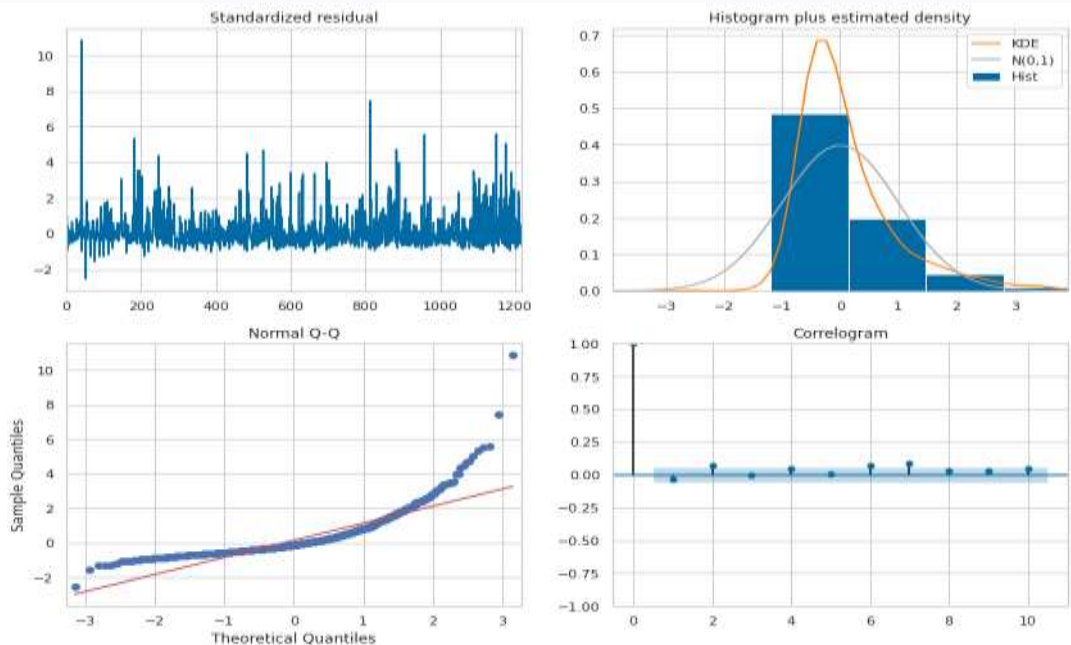 Standardized residual
10
8
6
4
2
0
−2
0 200 400 600 800 1000 1200
Histogram plus estimated density
0.7
0.6
0.5
0.4
0.3
0.2
0.1
0.0
KDE
N(0,1)
Hist
−3 −2 −1 0 1 2 3
Normal Q-Q
Sample Quantiles
10
8
6
4
2
0
−2
−3 −2 −1 0 1 2 3
Theoretical Quantiles
Correlogram
1.00
0.75
0.50
0.25
0.00
−0.25
−0.50
−0.75
−1.00
0 2 4 6 8 10